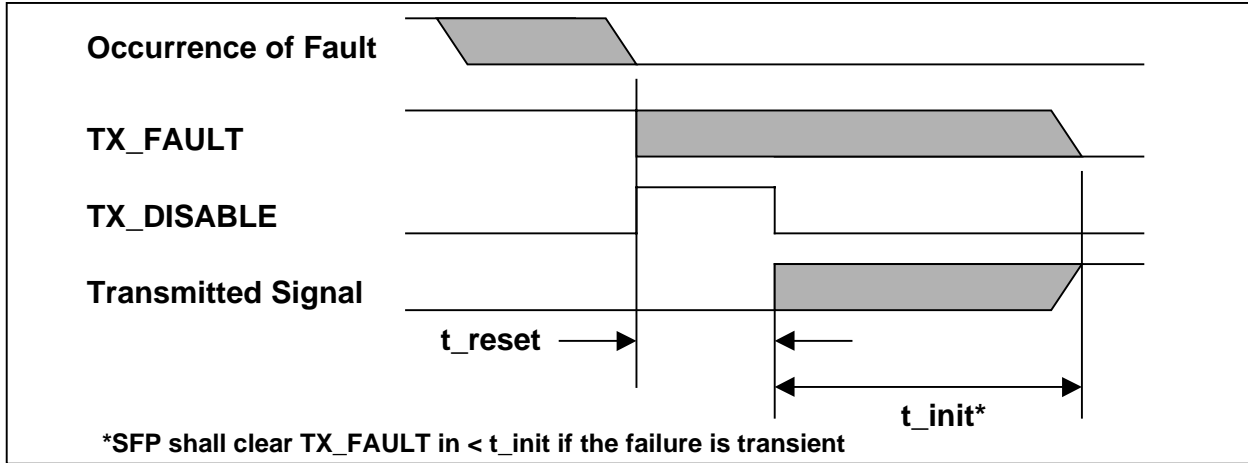 Occurrence of Fault
TX_FAULT
TX_DISABLE
Transmitted Signal
t_reset
t_init*
*SFP shall clear TX_FAULT in < t_init if the failure is transient